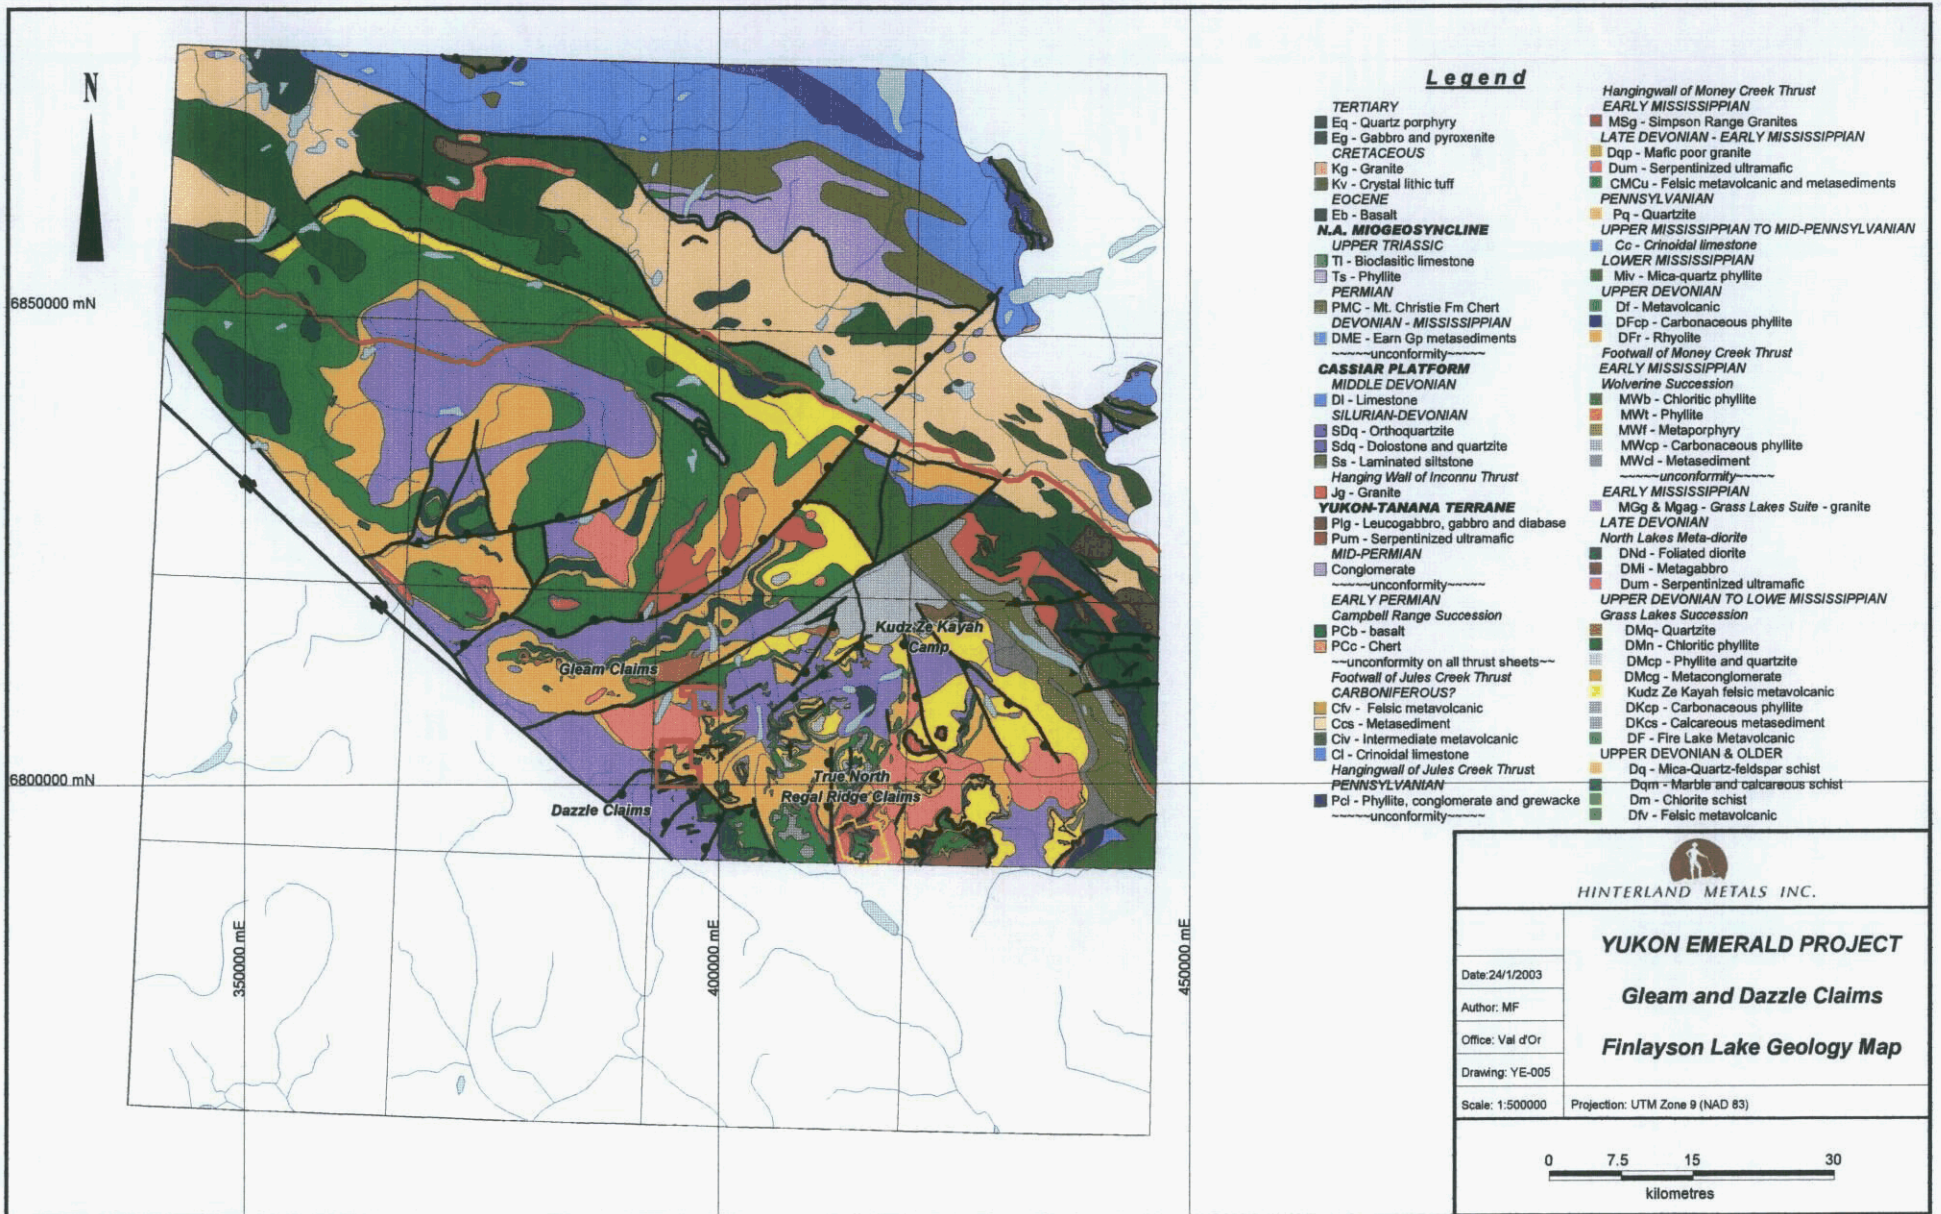 N
6850000 mN
6800000 mN
350000 mE
400000 mE
450000 mE
Gleam Claims
Kudz Ze Kayah
Camp
True North
Regal Ridge Claims
Dazzle Claims
Legend
TERTIARY
Eq - Quartz porphyry
Eg - Gabbro and pyroxenite
CRETACEOUS
Kg - Granite
Kv - Crystal lithic tuff
EOCENE
Eb - Basalt
N.A. MIOGEOSYNCLINE
UPPER TRIASSIC
Tl - Bioclasitic limestone
Ts - Phyllite
PERMIAN
PMC - Mt. Christie Fm Chert
DEVONIAN - MISSISSIPPIAN
DME - Earn Gp metasediments
~~~~~unconformity~~~~~
CASSIAR PLATFORM
MIDDLE DEVONIAN
Dl - Limestone
SILURIAN-DEVONIAN
SDq - Orthoquartzite
Sdq - Dolostone and quartzite
Ss - Laminated siltstone
Hanging Wall of Inconnu Thrust
Jg - Granite
YUKON-TANANA TERRANE
Plg - Leucogabbro, gabbro and diabase
Pum - Serpentinized ultramafic
MID-PERMIAN
Conglomerate
~~~~~unconformity~~~~~
EARLY PERMIAN
Campbell Range Succession
PCb - basalt
PCc - Chert
~~unconformity on all thrust sheets~~
Footwall of Jules Creek Thrust
CARBONIFEROUS?
Cfv - Felsic metavolcanic
Ccs - Metasediment
Civ - Intermediate metavolcanic
Cl - Crinoidal limestone
Hangingwall of Jules Creek Thrust
PENNSYLVANIAN
Pcl - Phyllite, conglomerate and grewacke
~~~~~unconformity~~~~~
Hangingwall of Money Creek Thrust
EARLY MISSISSIPPIAN
MSg - Simpson Range Granites
LATE DEVONIAN - EARLY MISSISSIPPIAN
Dqp - Mafic poor granite
Dum - Serpentinized ultramafic
CMCu - Felsic metavolcanic and metasediments
PENNSYLVANIAN
Pq - Quartzite
UPPER MISSISSIPPIAN TO MID-PENNSYLVANIAN
Cc - Crinoidal limestone
LOWER MISSISSIPPIAN
Miv - Mica-quartz phyllite
UPPER DEVONIAN
Df - Metavolcanic
DFcp - Carbonaceous phyllite
DFr - Rhyolite
Footwall of Money Creek Thrust
EARLY MISSISSIPPIAN
Wolverine Succession
MWb - Chloritic phyllite
MWt - Phyllite
MWf - Metaporphyry
MWcp - Carbonaceous phyllite
MWcl - Metasediment
~~~~~unconformity~~~~~
EARLY MISSISSIPPIAN
MGg & Mgag - Grass Lakes Suite - granite
LATE DEVONIAN
North Lakes Meta-diorite
DNd - Foliated diorite
DMi - Metagabbro
Dum - Serpentinized ultramafic
UPPER DEVONIAN TO LOWE MISSISSIPPIAN
Grass Lakes Succession
DMq- Quartzite
DMn - Chloritic phyllite
DMcp - Phyllite and quartzite
DMcg - Metaconglomerate
Kudz Ze Kayah felsic metavolcanic
DKcp - Carbonaceous phyllite
DKcs - Calcareous metasediment
DF - Fire Lake Metavolcanic
UPPER DEVONIAN & OLDER
Dq - Mica-Quartz-feldspar schist
Dqm - Marble and calcareous schist
Dm - Chlorite schist
Dfv - Felsic metavolcanic
HINTERLAND METALS INC.
YUKON EMERALD PROJECT
Gleam and Dazzle Claims
Finlayson Lake Geology Map
Date:24/1/2003
Author: MF
Office: Val d'Or
Drawing: YE-005
Scale: 1:500000
Projection: UTM Zone 9 (NAD 83)
0 7.5 15 30
kilometres